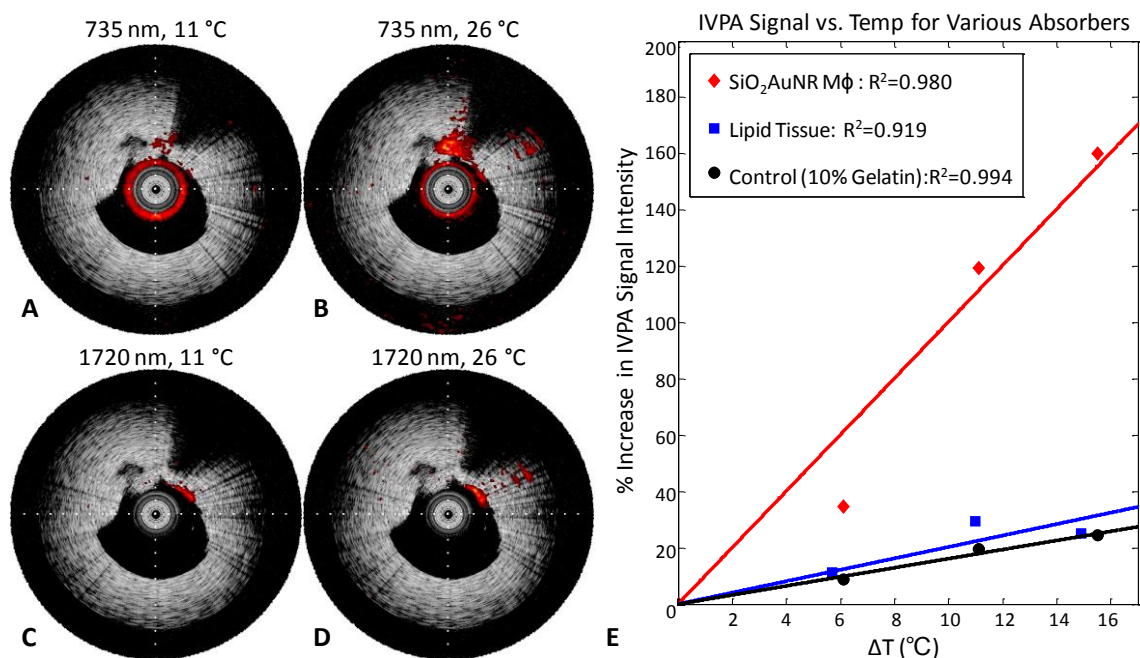 735 nm, 11 °C
735 nm, 26 °C
A
B
1720 nm, 11 °C
1720 nm, 26 °C
C
D
E
IVPA Signal vs. Temp for Various Absorbers
% Increase in IVPA Signal Intensity
200
180
160
140
120
100
80
60
40
20
0
SiO₂AuNR Mϕ : R²=0.980
Lipid Tissue: R²=0.919
Control (10% Gelatin):R²=0.994
2 4 6 8 10 12 14 16
ΔT (°C)